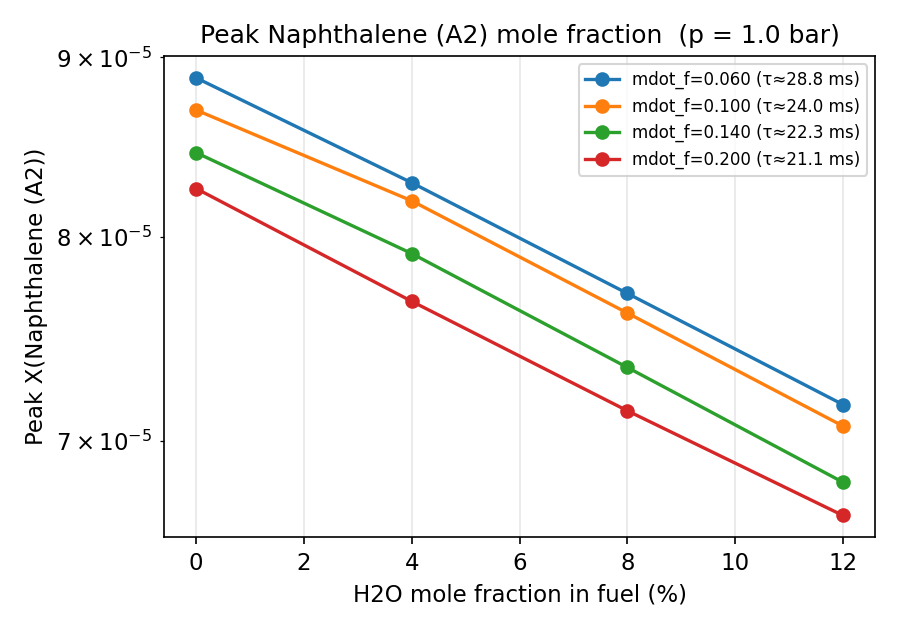 Peak Naphthalene (A2) mole fraction  (p = 1.0 bar)
mdot_f=0.060 (τ≈28.8 ms)
mdot_f=0.100 (τ≈24.0 ms)
mdot_f=0.140 (τ≈22.3 ms)
mdot_f=0.200 (τ≈21.1 ms)
Peak X(Naphthalene (A2))
9 × 10⁻⁵
8 × 10⁻⁵
7 × 10⁻⁵
0 2 4 6 8 10 12
H2O mole fraction in fuel (%)